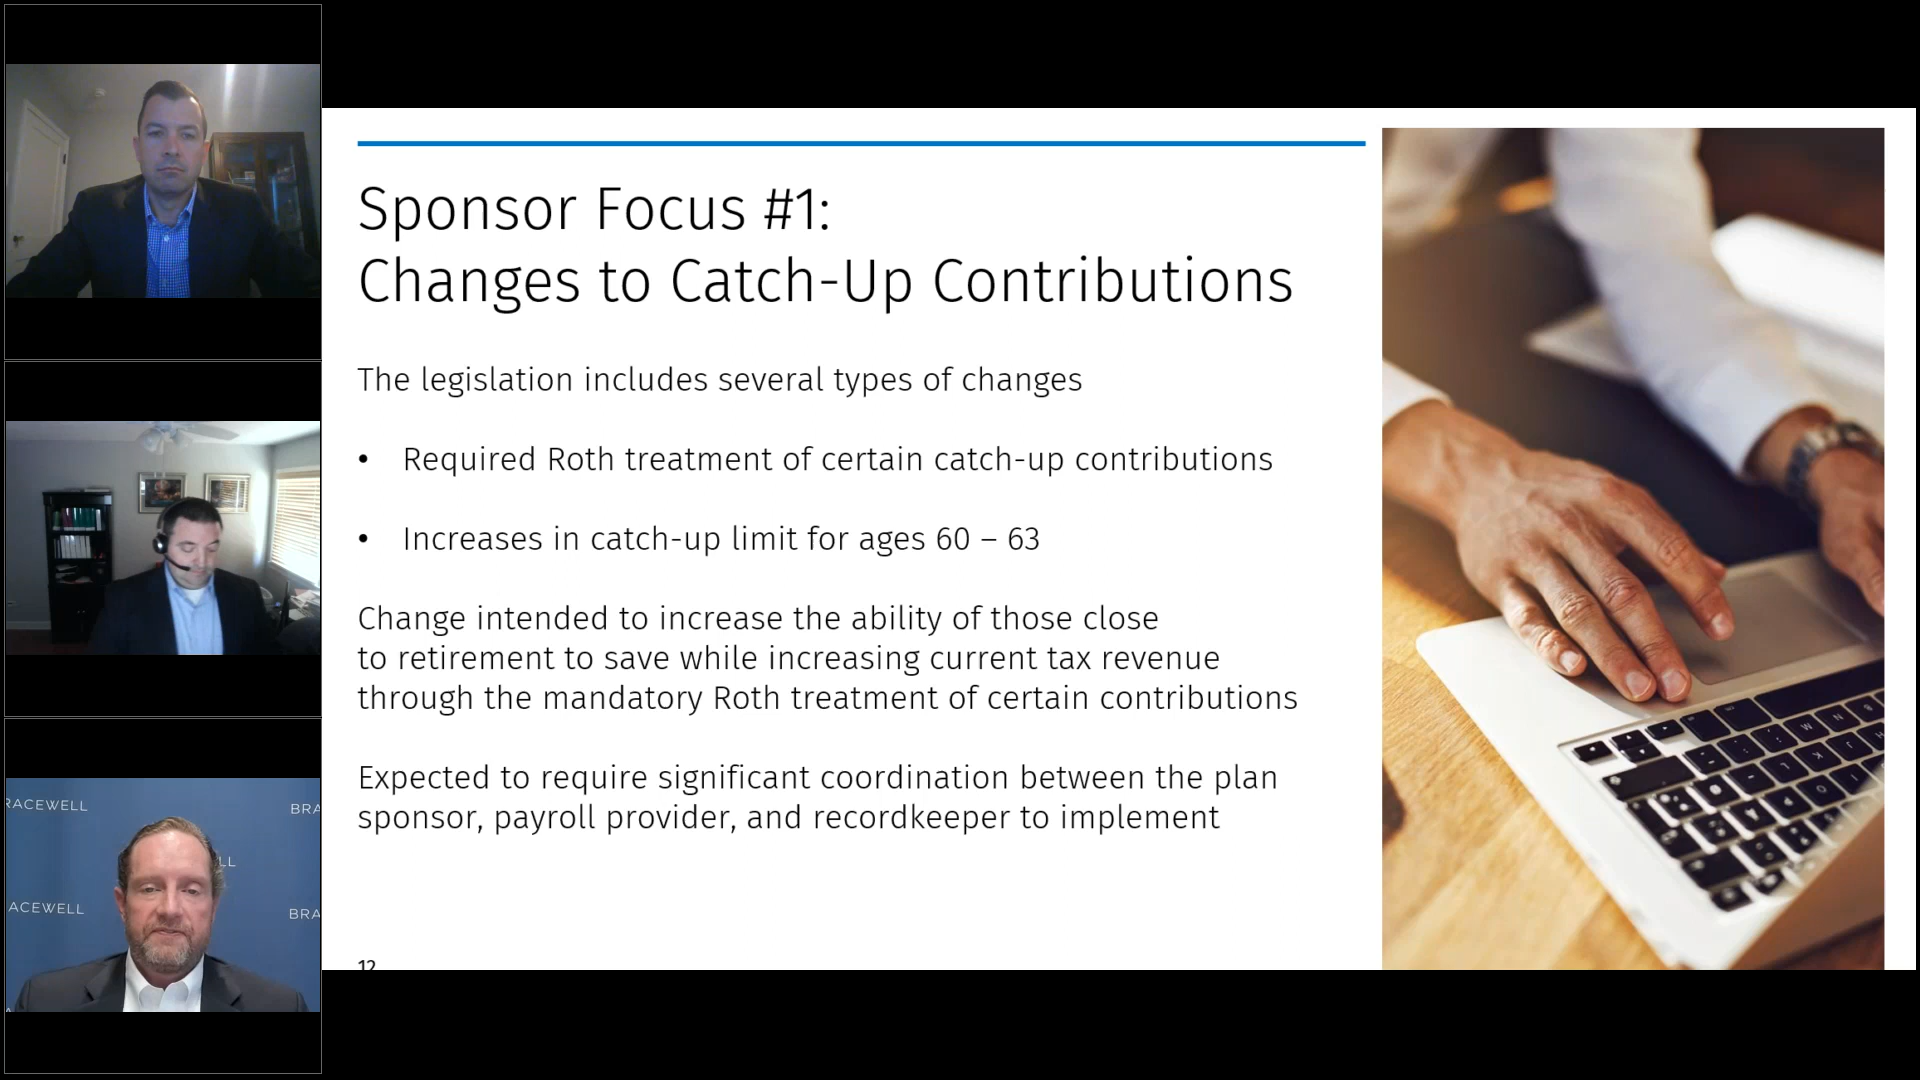 Sponsor Focus #1:
Changes to Catch-Up Contributions
The legislation includes several types of changes
• Required Roth treatment of certain catch-up contributions
• Increases in catch-up limit for ages 60 – 63
Change intended to increase the ability of those close
to retirement to save while increasing current tax revenue
through the mandatory Roth treatment of certain contributions
Expected to require significant coordination between the plan
sponsor, payroll provider, and recordkeeper to implement
12
RACEWELL
BRA
LL
ACEWELL
BRA